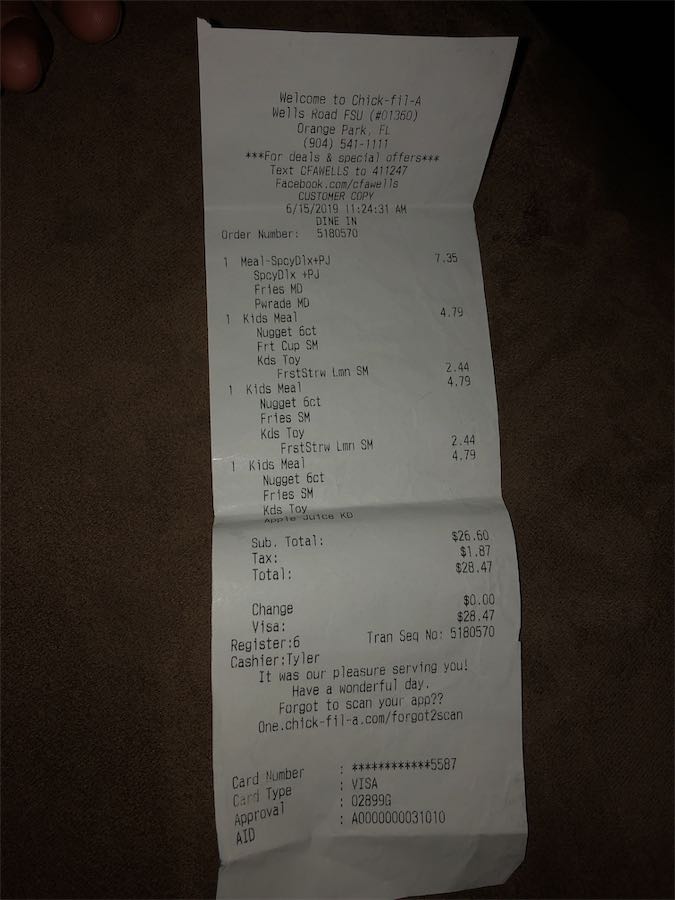 Welcome to Chick-fil-A
Wells Road FSU (#01360)
Orange Park, FL
(904) 541-1111
***For deals & special offers***
Text CFAWELLS to 411247
Facebook.com/cfawells
CUSTOMER COPY
6/15/2019 11:24:31 AM
DINE IN
Order Number: 5180570
1 Meal-SpcyDlx+PJ 7.35
SpcyDlx +PJ
Fries MD
Pwrade MD
1 Kids Meal 4.79
Nugget 6ct
Frt Cup SM
Kds Toy
FrstStrw Lmn SM 2.44
1 Kids Meal 4.79
Nugget 6ct
Fries SM
Kds Toy
FrstStrw Lmn SM 2.44
1 Kids Meal 4.79
Nugget 6ct
Fries SM
Kds Toy
Apple Juice KD
Sub. Total: $26.60
Tax: $1.87
Total: $28.47
Change $0.00
Visa: $28.47
Register:6 Tran Seq No: 5180570
Cashier:Tyler
It was our pleasure serving you!
Have a wonderful day.
Forgot to scan your app??
One.chick-fil-a.com/forgot2scan
Card Number : ************5587
Card Type : VISA
Approval : 02899G
AID : A0000000031010